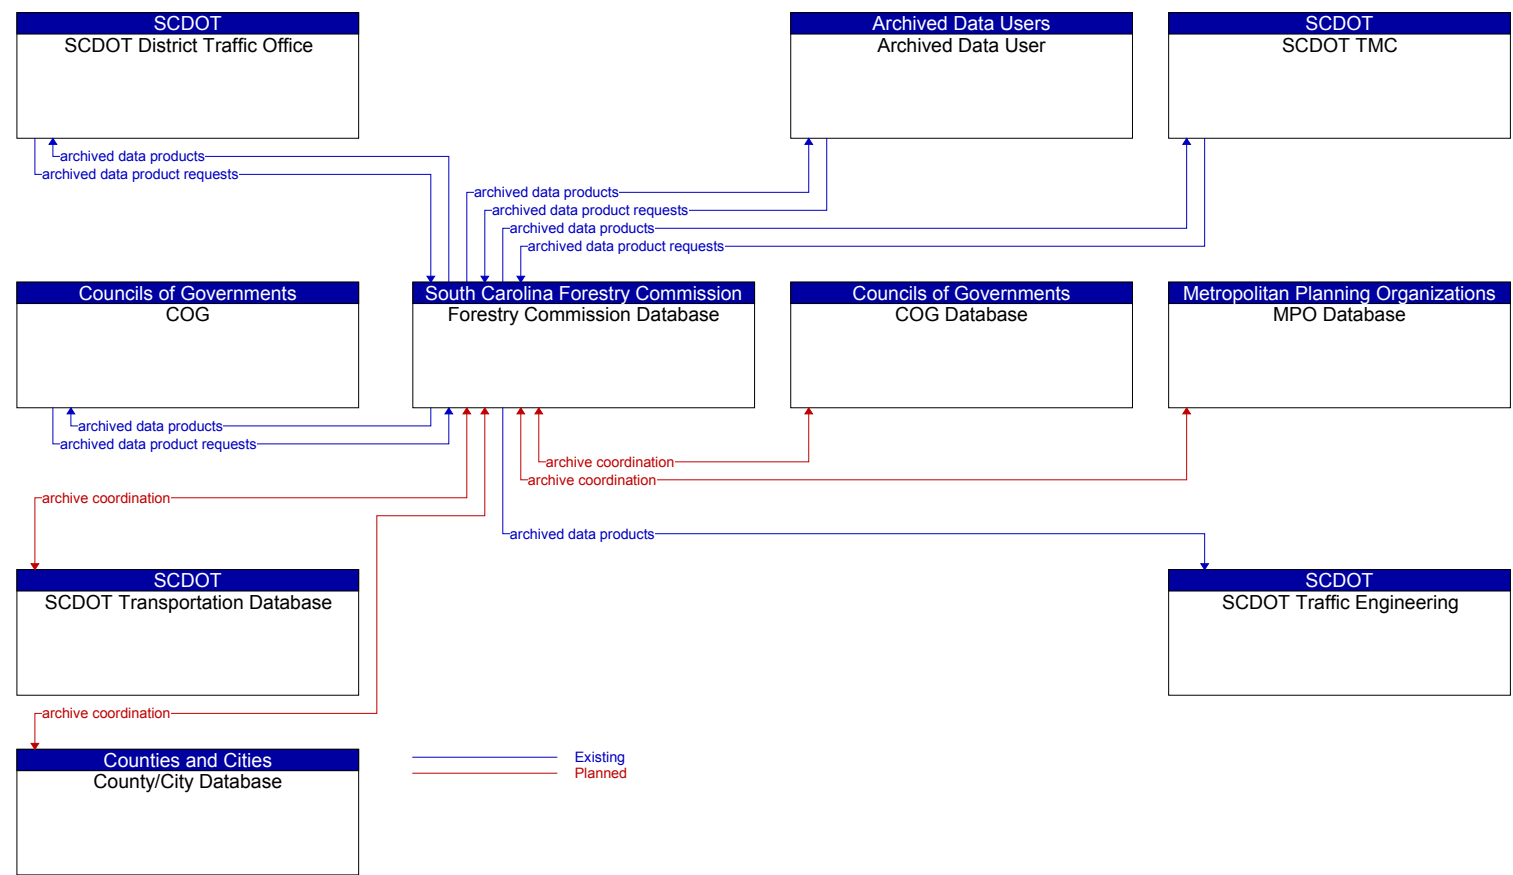 SCDOT
SCDOT District Traffic Office
Archived Data Users
Archived Data User
SCDOT
SCDOT TMC
archived data products
archived data product requests
archived data products
archived data product requests
archived data products
archived data product requests
Councils of Governments
COG
South Carolina Forestry Commission
Forestry Commission Database
Councils of Governments
COG Database
Metropolitan Planning Organizations
MPO Database
archived data products
archived data product requests
archive coordination
archive coordination
archive coordination
archived data products
SCDOT
SCDOT Transportation Database
SCDOT
SCDOT Traffic Engineering
archive coordination
Counties and Cities
County/City Database
Existing
Planned